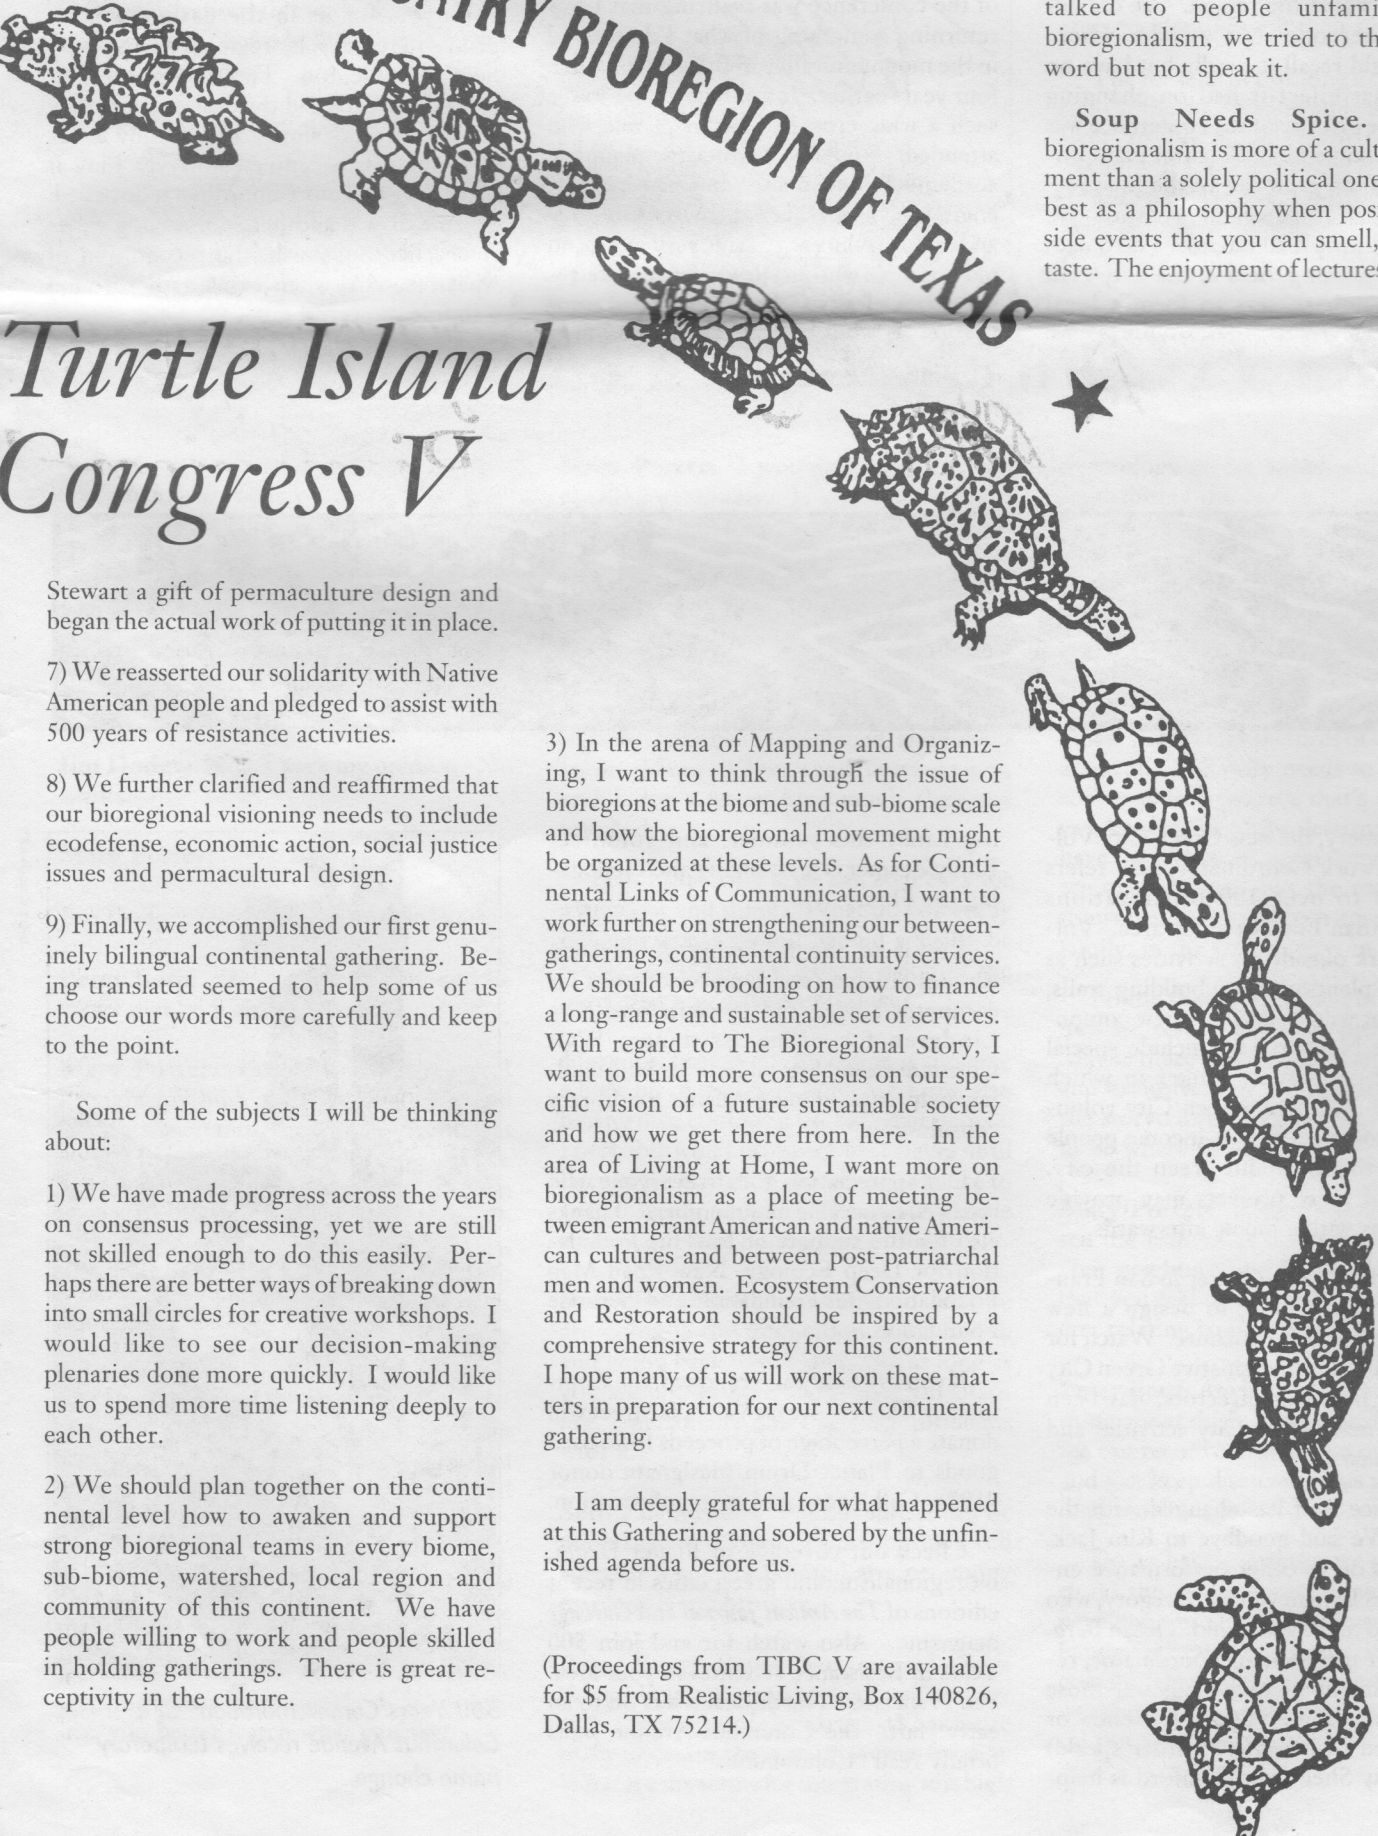 BIOREGION OF TEXAS
Turtle Island
Congress V
Stewart a gift of permaculture design and
began the actual work of putting it in place.
7) We reasserted our solidarity with Native
American people and pledged to assist with
500 years of resistance activities.
8) We further clarified and reaffirmed that
our bioregional visioning needs to include
ecodefense, economic action, social justice
issues and permacultural design.
9) Finally, we accomplished our first genu-
inely bilingual continental gathering. Be-
ing translated seemed to help some of us
choose our words more carefully and keep
to the point.
Some of the subjects I will be thinking
about:
1) We have made progress across the years
on consensus processing, yet we are still
not skilled enough to do this easily. Per-
haps there are better ways of breaking down
into small circles for creative workshops. I
would like to see our decision-making
plenaries done more quickly. I would like
us to spend more time listening deeply to
each other.
2) We should plan together on the conti-
nental level how to awaken and support
strong bioregional teams in every biome,
sub-biome, watershed, local region and
community of this continent. We have
people willing to work and people skilled
in holding gatherings. There is great re-
ceptivity in the culture.
3) In the arena of Mapping and Organiz-
ing, I want to think through the issue of
bioregions at the biome and sub-biome scale
and how the bioregional movement might
be organized at these levels. As for Conti-
nental Links of Communication, I want to
work further on strengthening our between-
gatherings, continental continuity services.
We should be brooding on how to finance
a long-range and sustainable set of services.
With regard to The Bioregional Story, I
want to build more consensus on our spe-
cific vision of a future sustainable society
and how we get there from here. In the
area of Living at Home, I want more on
bioregionalism as a place of meeting be-
tween emigrant American and native Ameri-
can cultures and between post-patriarchal
men and women. Ecosystem Conservation
and Restoration should be inspired by a
comprehensive strategy for this continent.
I hope many of us will work on these mat-
ters in preparation for our next continental
gathering.
I am deeply grateful for what happened
at this Gathering and sobered by the unfin-
ished agenda before us.
(Proceedings from TIBC V are available
for $5 from Realistic Living, Box 140826,
Dallas, TX 75214.)
talked to people unfami
bioregionalism, we tried to th
word but not speak it.
Soup Needs Spice.
bioregionalism is more of a cult
ment than a solely political one
best as a philosophy when pos
side events that you can smell,
taste. The enjoyment of lectures